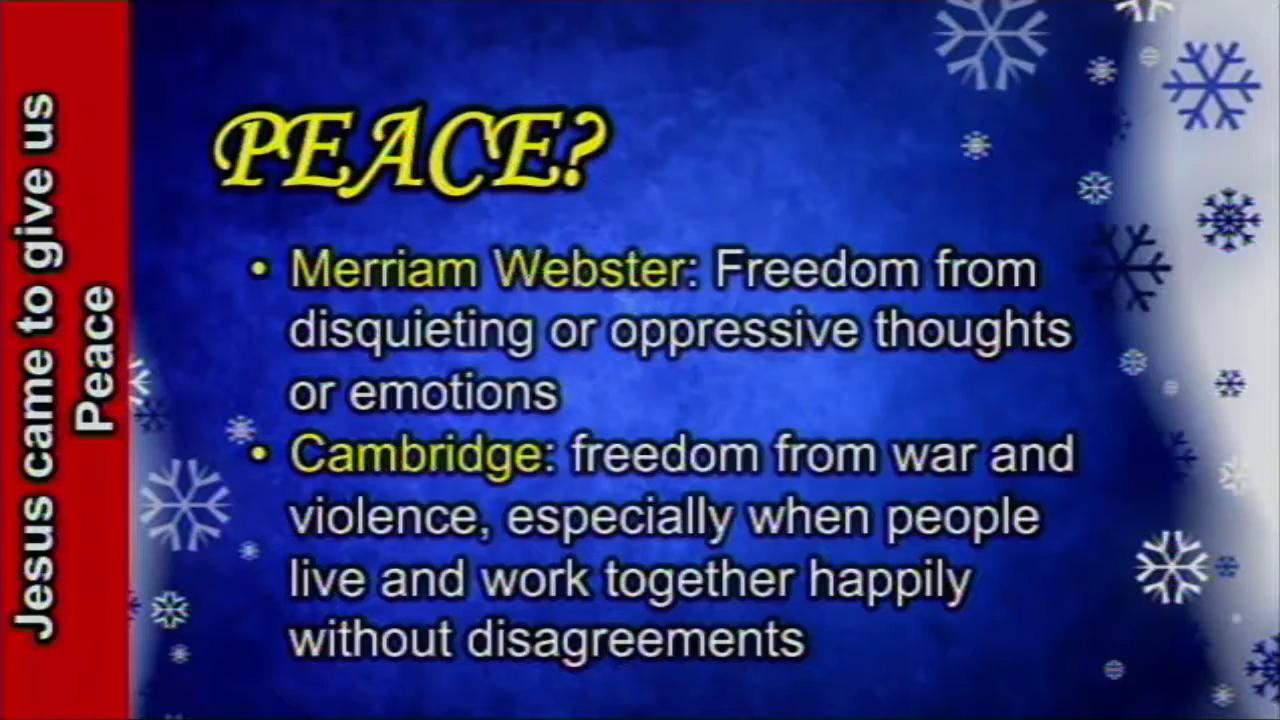 Jesus came to give us
Peace
PEACE?
• Merriam Webster: Freedom from
disquieting or oppressive thoughts
or emotions
• Cambridge: freedom from war and
violence, especially when people
live and work together happily
without disagreements